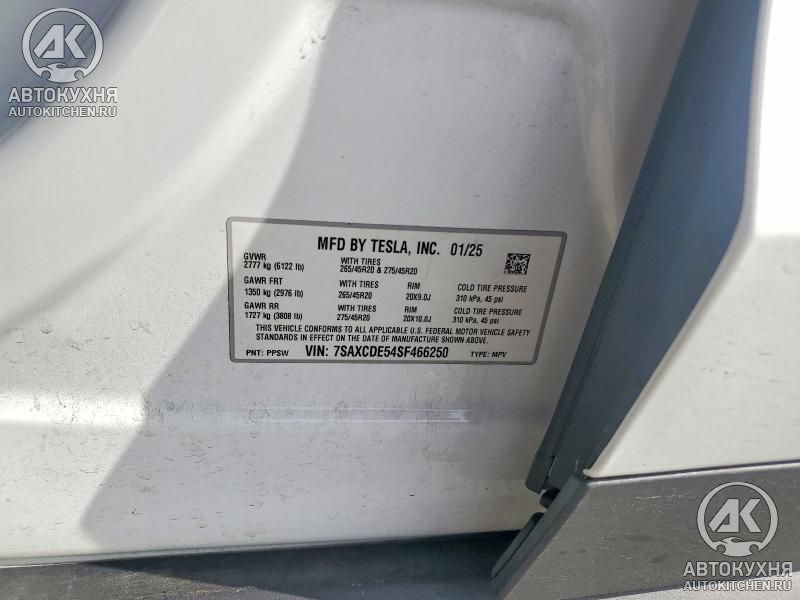 AK
АВТОКУХНЯ
AUTOKITCHEN.RU
MFD BY TESLA, INC. 01/25
GVWR
2777 kg (6122 lb)
WITH TIRES
265/45R20 & 275/45R20
GAWR FRT
1350 kg (2976 lb)
WITH TIRES
265/45R20
RIM
20X9.0J
COLD TIRE PRESSURE
310 kPa, 45 psi
GAWR RR
1727 kg (3808 lb)
WITH TIRES
275/45R20
RIM
20X10.0J
COLD TIRE PRESSURE
310 kPa, 45 psi
THIS VEHICLE CONFORMS TO ALL APPLICABLE U.S. FEDERAL MOTOR VEHICLE SAFETY
STANDARDS IN EFFECT ON THE DATE OF MANUFACTURE SHOWN ABOVE.
PNT: PPSW VIN: 7SAXCDE54SF466250 TYPE: MPV
AK
АВТОКУХНЯ
AUTOKITCHEN.RU